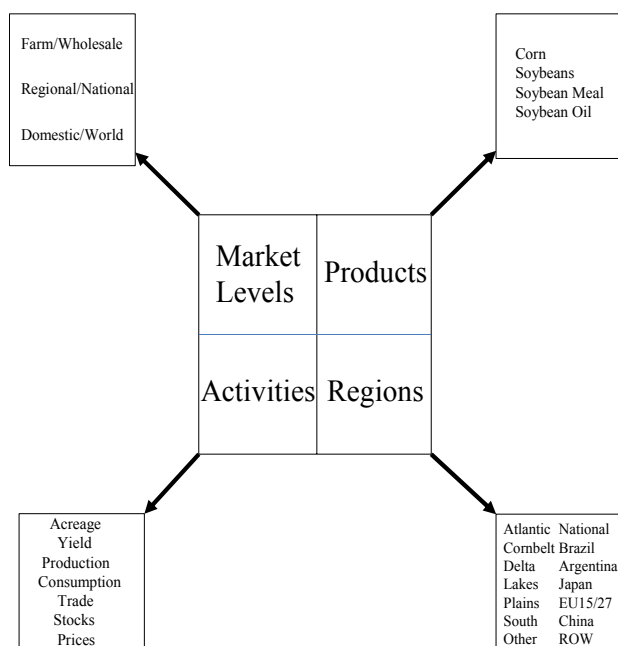 Farm/Wholesale
Regional/National
Domestic/World
Corn
Soybeans
Soybean Meal
Soybean Oil
Market
Levels
Products
Activities
Regions
Acreage
Yield
Production
Consumption
Trade
Stocks
Prices
Atlantic National
Cornbelt Brazil
Delta Argentina
Lakes Japan
Plains EU15/27
South China
Other ROW